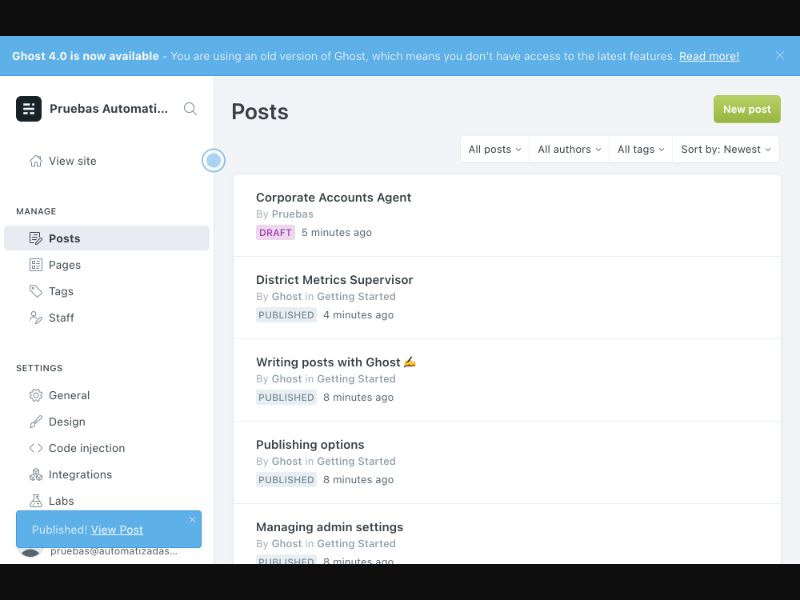 Ghost 4.0 is now available - You are using an old version of Ghost, which means you don't have access to the latest features. Read more!
Pruebas Automati...
View site
MANAGE
Posts
Pages
Tags
Staff
SETTINGS
General
Design
Code injection
Integrations
Labs
Published! View Post
pruebas@automatizadas...
Posts
New post
All posts
All authors
All tags
Sort by: Newest
Corporate Accounts Agent
By Pruebas
DRAFT 5 minutes ago
District Metrics Supervisor
By Ghost in Getting Started
PUBLISHED 4 minutes ago
Writing posts with Ghost ✍️
By Ghost in Getting Started
PUBLISHED 8 minutes ago
Publishing options
By Ghost in Getting Started
PUBLISHED 8 minutes ago
Managing admin settings
By Ghost in Getting Started
PUBLISHED 8 minutes ago